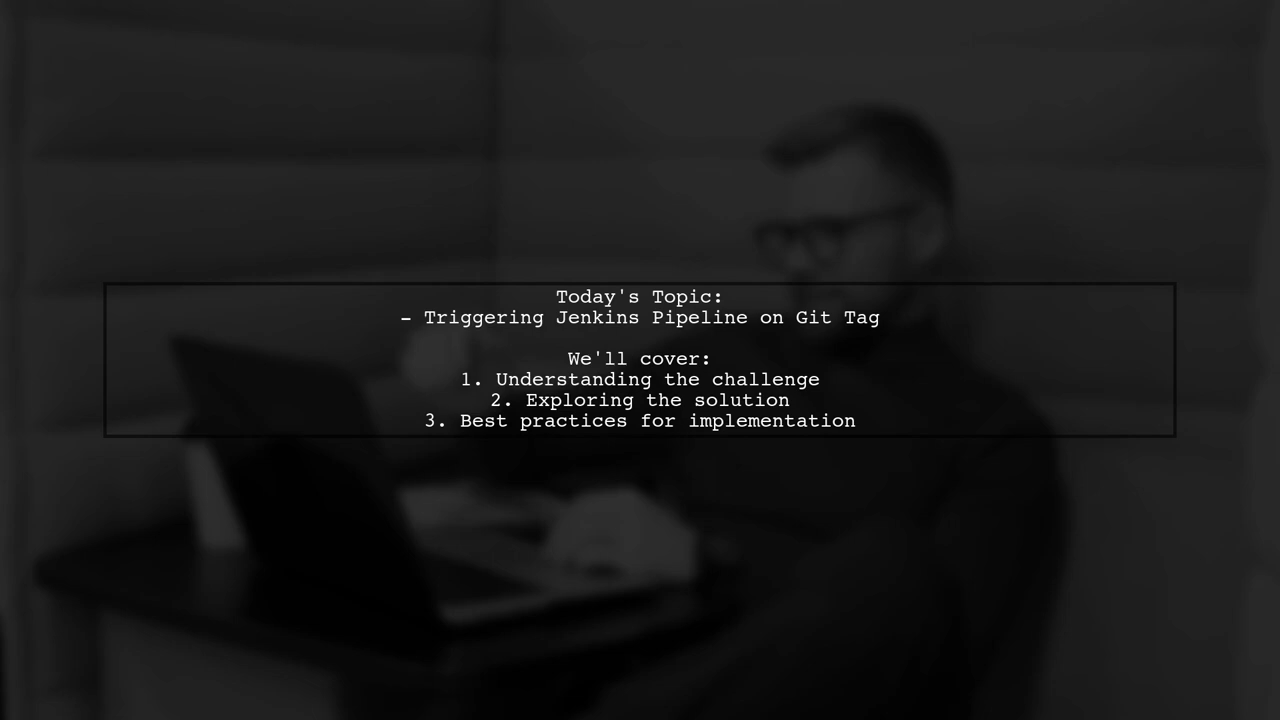 Today's Topic:
- Triggering Jenkins Pipeline on Git Tag
We'll cover:
1. Understanding the challenge
2. Exploring the solution
3. Best practices for implementation